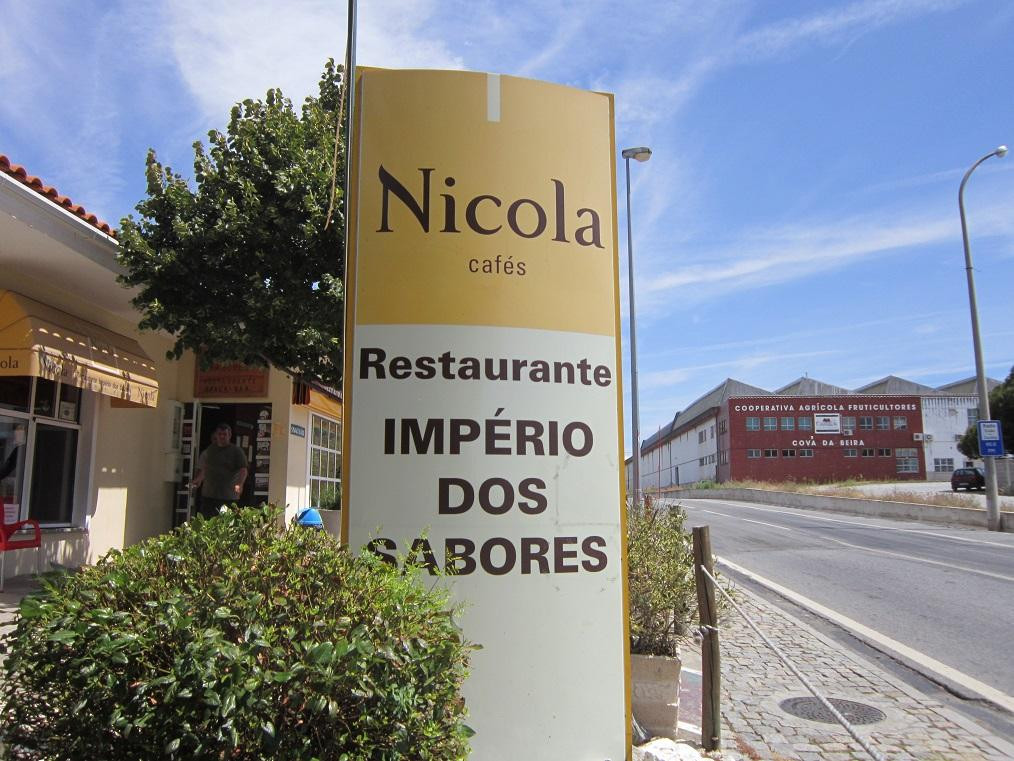 Nicola
cafés
Restaurante
IMPÉRIO
DOS
SABORES
COOPERATIVA AGRÍCOLA FRUTICULTORES
COVA DA BEIRA